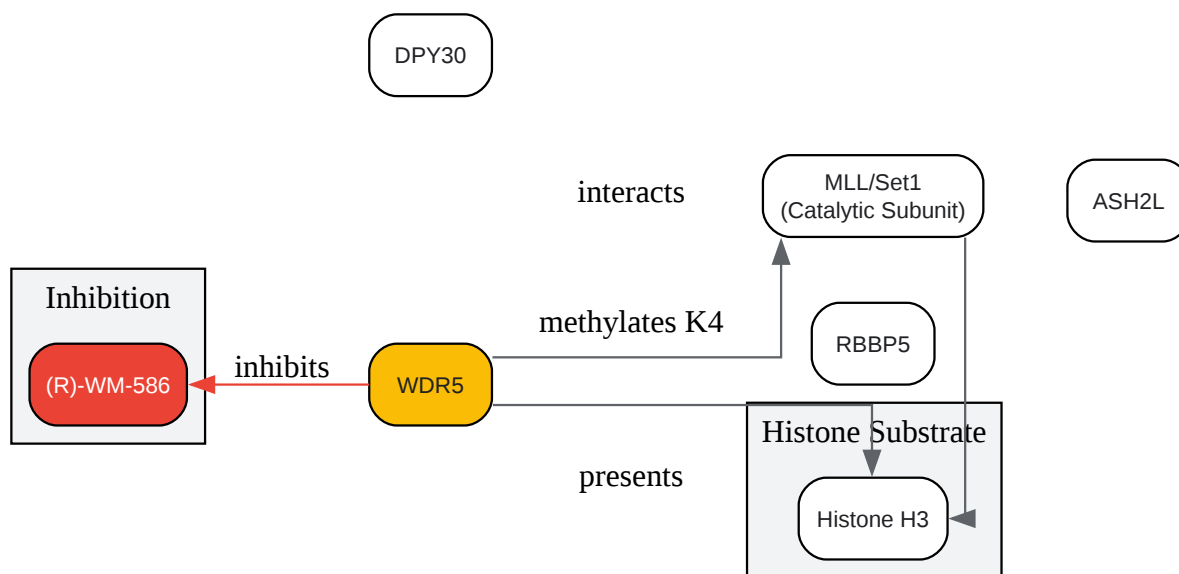 DPY30
interacts
MLL/Set1
(Catalytic Subunit)
ASH2L
Inhibition
methylates K4
RBBP5
(R)-WM-586
inhibits
WDR5
Histone Substrate
presents
Histone H3